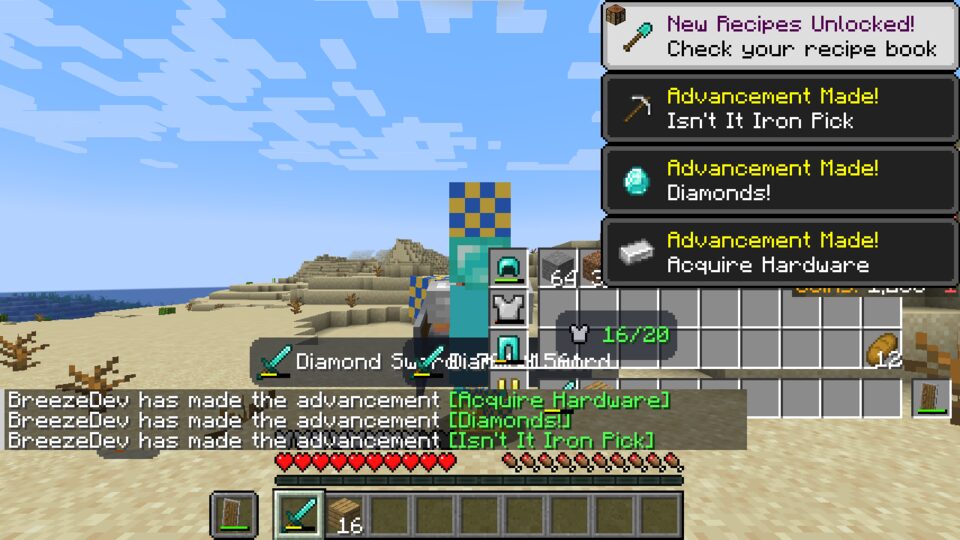 New Recipes Unlocked!
Check your recipe book
Advancement Made!
Isn't It Iron Pick
Advancement Made!
Diamonds!
Advancement Made!
Acquire Hardware
64
16/20
12
Diamond
BreezeDev has made the advancement [Acquire Hardware]
BreezeDev has made the advancement [Diamonds!]
BreezeDev has made the advancement [Isn't It Iron Pick]
16